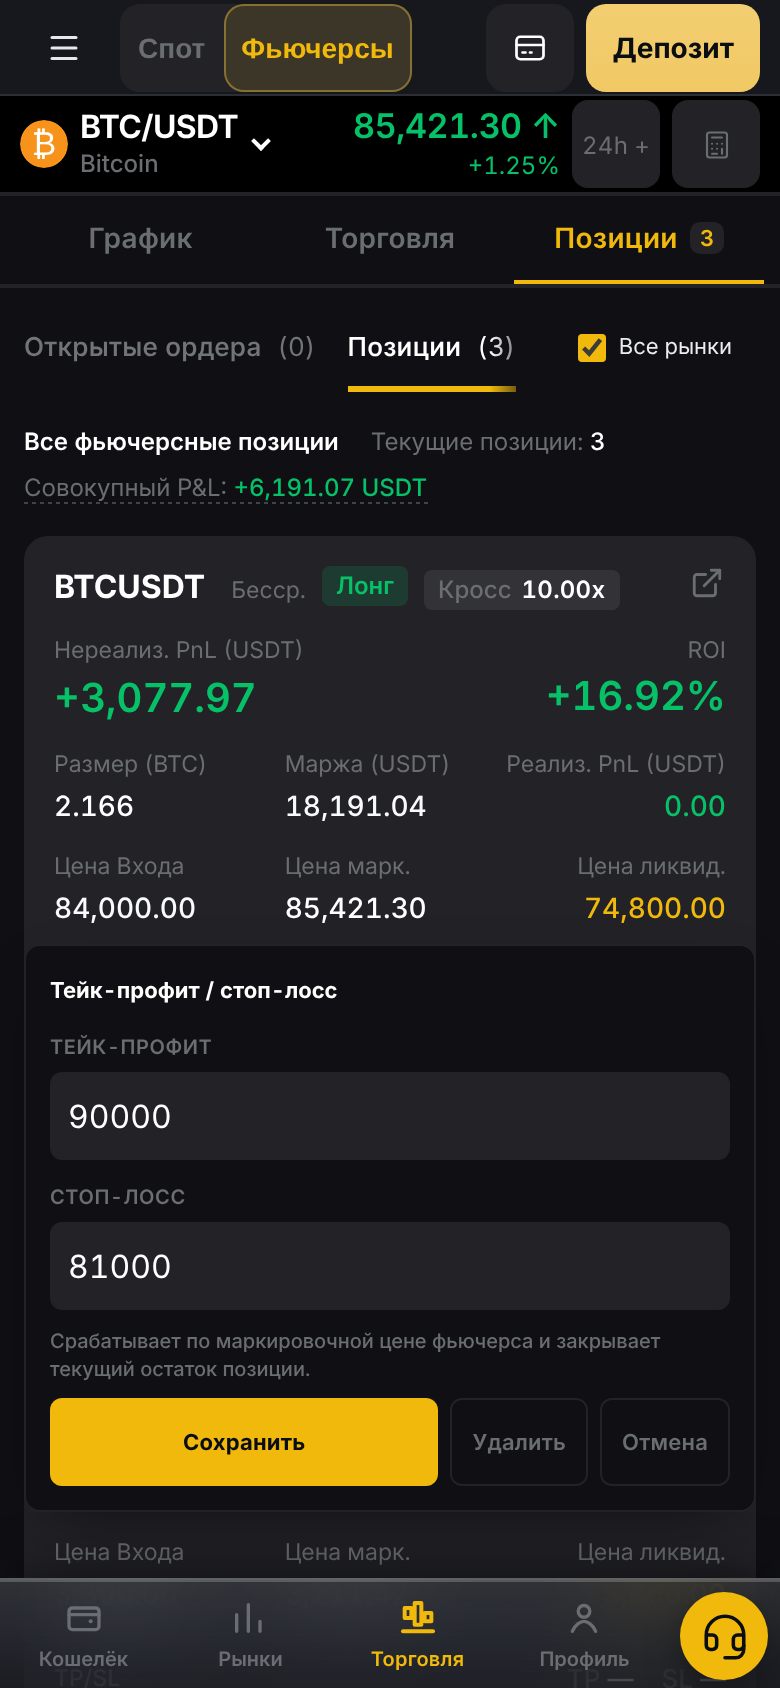 Спот Фьючерсы Депозит
BTC/USDT 85,421.30 ↑ 24h +
Bitcoin +1.25%
График Торговля Позиции 3
Открытые ордера (0) Позиции (3) Все рынки
Все фьючерсные позиции Текущие позиции: 3
Совокупный P&L: +6,191.07 USDT
BTCUSDT Бесср. Лонг Кросс 10.00x
Нереализ. PnL (USDT) ROI
+3,077.97 +16.92%
Размер (BTC) Маржа (USDT) Реализ. PnL (USDT)
2.166 18,191.04 0.00
Цена Входа Цена марк. Цена ликвид.
84,000.00 85,421.30 74,800.00
Тейк-профит / стоп-лосс
ТЕЙК-ПРОФИТ
90000
СТОП-ЛОСС
81000
Срабатывает по маркировочной цене фьючерса и закрывает
текущий остаток позиции.
Сохранить Удалить Отмена
Цена Входа Цена марк. Цена ликвид.
Кошелёк Рынки Торговля Профиль
TP/SL TP — SL —